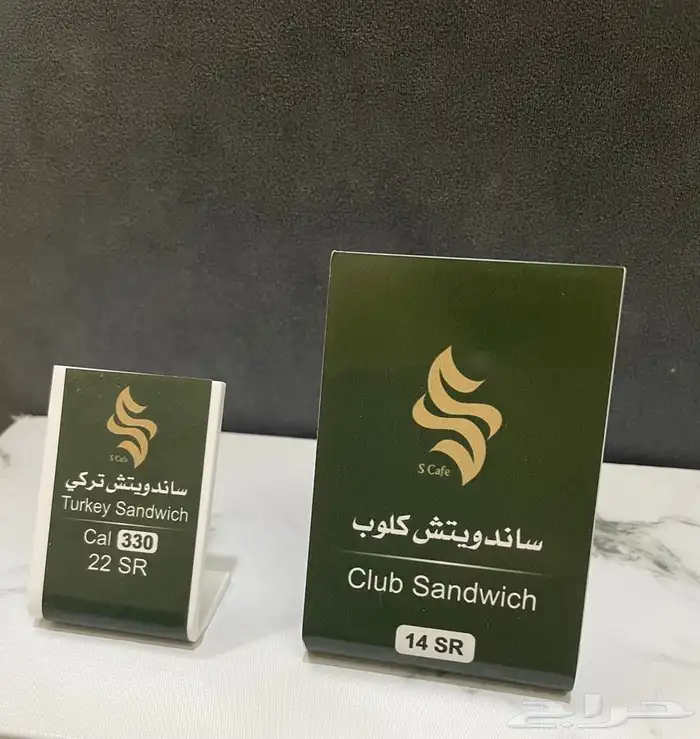 S Cafe
ساندويتش تركي
Turkey Sandwich
Cal 330
22 SR
S Cafe
ساندويتش كلوب
Club Sandwich
14 SR
حراج